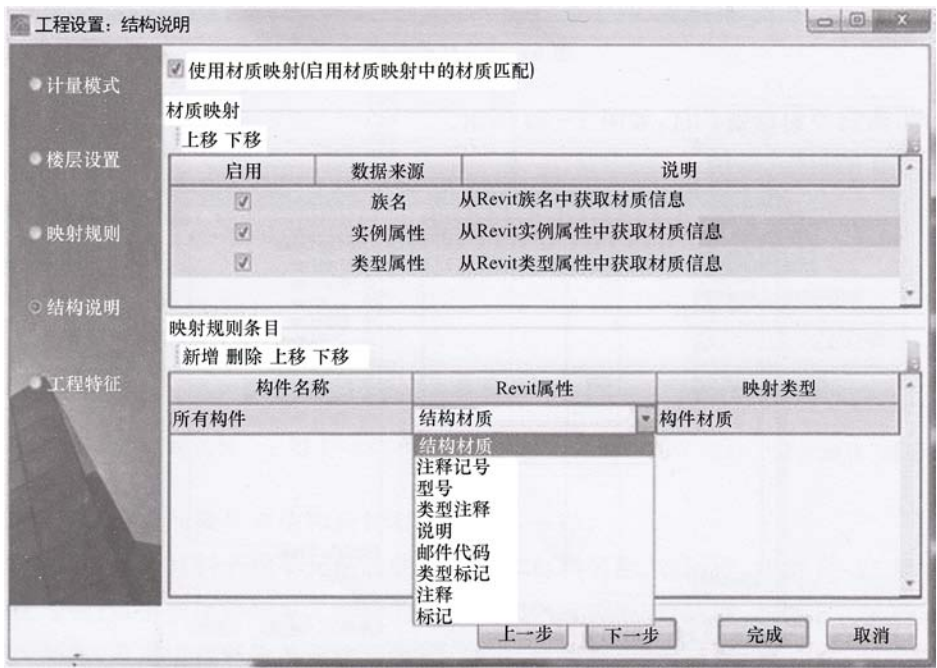 工程设置：结构说明
计量模式
楼层设置
映射规则
结构说明
工程特征
使用材质映射(启用材质映射中的材质匹配)
材质映射
上移 下移
启用 数据来源 说明
族名 从Revit族名中获取材质信息
实例属性 从Revit实例属性中获取材质信息
类型属性 从Revit类型属性中获取材质信息
映射规则条目
新增 删除 上移 下移
构件名称 Revit属性 映射类型
所有构件 结构材质 构件材质
结构材质
注释记号
型号
类型注释
说明
邮件代码
类型标记
注释
标记
上一步 下一步 完成 取消